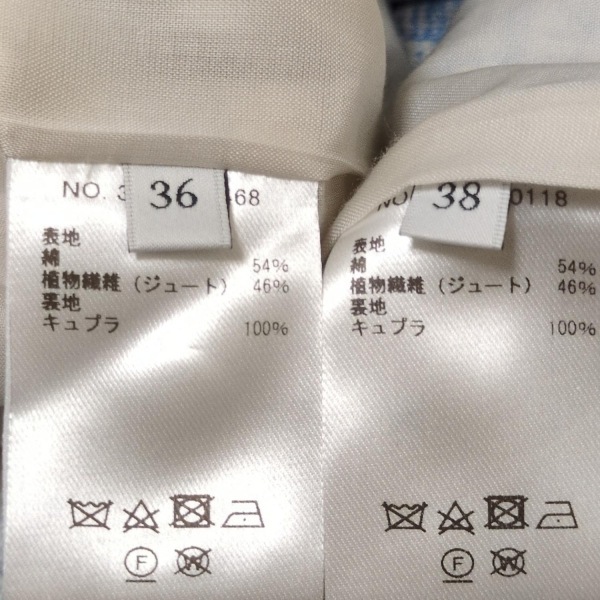 NO. 3
36
68
表地
綿 54%
植物繊維(ジュート) 46%
裏地
キュプラ 100%
F
W
NO
38
0118
表地
綿 54%
植物繊維(ジュート) 46%
裏地
キュプラ 100%
F
W